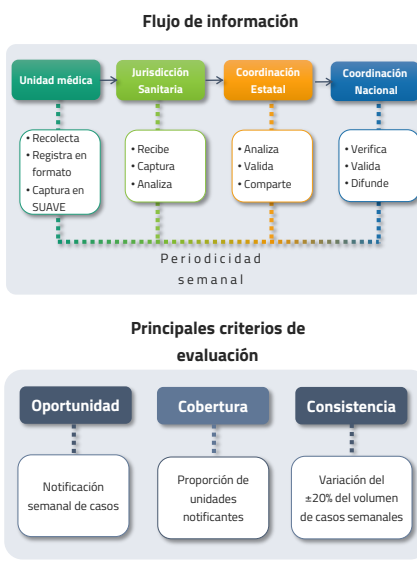 Flujo de información
Unidad médica
Jurisdicción
Sanitaria
Coordinación
Estatal
Coordinación
Nacional
• Recolecta
• Registra en
formato
• Captura en
SUAVE
• Recibe
• Captura
• Analiza
• Analiza
• Valida
• Comparte
• Verifica
• Valida
• Difunde
Periodicidad
semanal
Principales criterios de
evaluación
Oportunidad
Cobertura
Consistencia
Notificación
semanal de casos
Proporción de
unidades
notificantes
Variación del
±20% del volumen
de casos semanales